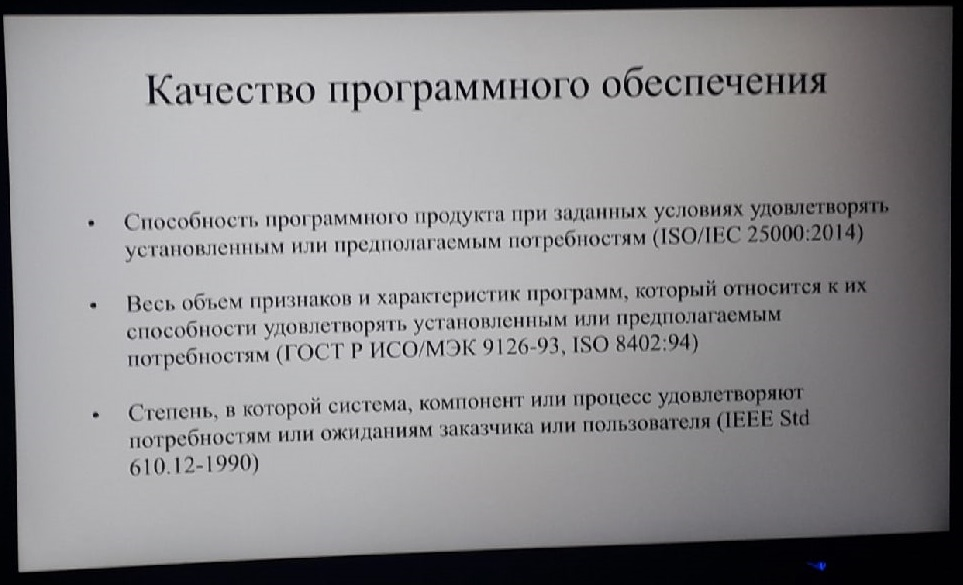 Качество программного обеспечения
• Способность программного продукта при заданных условиях удовлетворять
установленным или предполагаемым потребностям (ISO/IEC 25000:2014)
• Весь объем признаков и характеристик программ, который относится к их
способности удовлетворять установленным или предполагаемым
потребностям (ГОСТ Р ИСО/МЭК 9126-93, ISO 8402:94)
• Степень, в которой система, компонент или процесс удовлетворяют
потребностям или ожиданиям заказчика или пользователя (IEEE Std
610.12-1990)